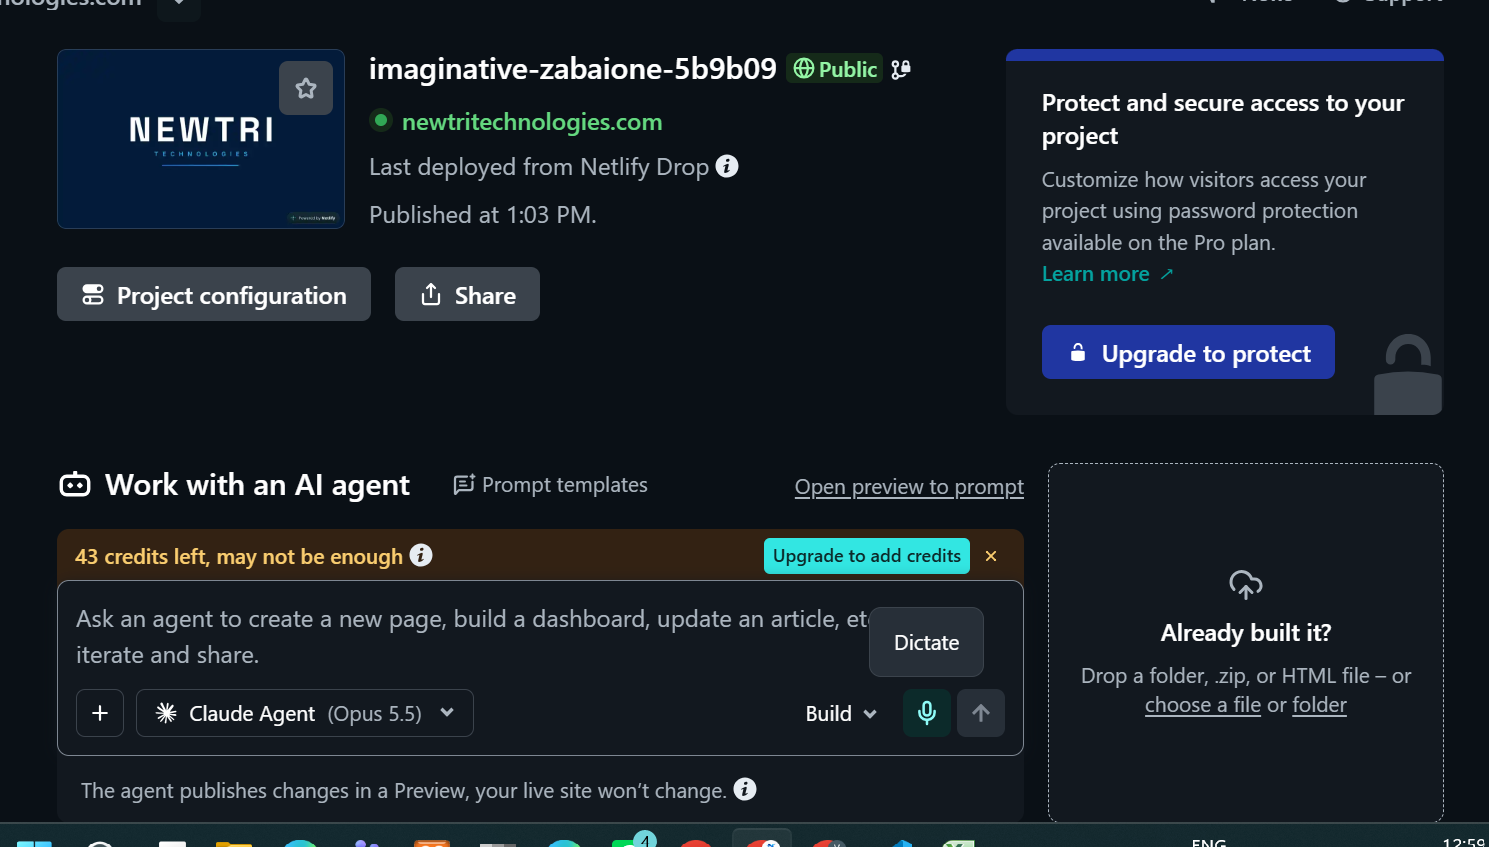 imaginative-zabaione-5b9b09 Public
NEWTRI
TECHNOLOGIES
newtritechnologies.com
Last deployed from Netlify Drop
Published at 1:03 PM.
Project configuration
Share
Protect and secure access to your
project
Customize how visitors access your
project using password protection
available on the Pro plan.
Learn more ↗
Upgrade to protect
Work with an AI agent
Prompt templates
Open preview to prompt
43 credits left, may not be enough
Upgrade to add credits ×
Ask an agent to create a new page, build a dashboard, update an article,
iterate and share.
Dictate
+ Claude Agent (Opus 5.5)
Build
The agent publishes changes in a Preview, your live site won’t change.
Already built it?
Drop a folder, .zip, or HTML file – or
choose a file or folder
4
ENG
12:59